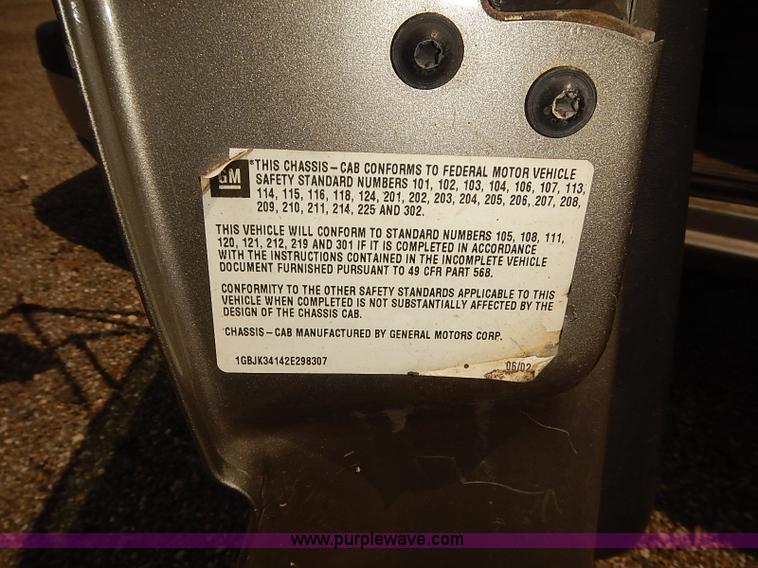 GM
*THIS CHASSIS-CAB CONFORMS TO FEDERAL MOTOR VEHICLE
SAFETY STANDARD NUMBERS 101, 102, 103, 104, 106, 107, 113,
114, 115, 116, 118, 124, 201, 202, 203, 204, 205, 206, 207, 208,
209, 210, 211, 214, 225 AND 302.
THIS VEHICLE WILL CONFORM TO STANDARD NUMBERS 105, 108, 111,
120, 121, 212, 219 AND 301 IF IT IS COMPLETED IN ACCORDANCE
WITH THE INSTRUCTIONS CONTAINED IN THE INCOMPLETE VEHICLE
DOCUMENT FURNISHED PURSUANT TO 49 CFR PART 568.
CONFORMITY TO THE OTHER SAFETY STANDARDS APPLICABLE TO THIS
VEHICLE WHEN COMPLETED IS NOT SUBSTANTIALLY AFFECTED BY THE
DESIGN OF THE CHASSIS CAB.
CHASSIS-CAB MANUFACTURED BY GENERAL MOTORS CORP.
1GBJK34142E298307 06/02
www.purplewave.com